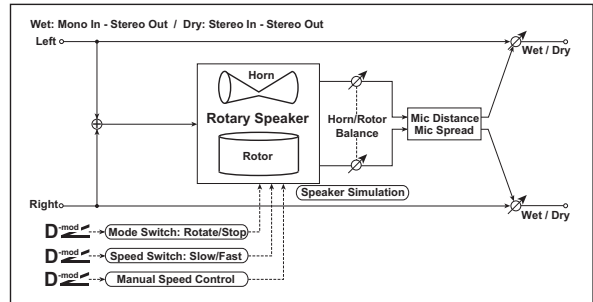 Wet: Mono In - Stereo Out / Dry: Stereo In - Stereo Out
Left
Wet / Dry
Horn
Rotary Speaker
Rotor
Horn/Rotor
Balance
Mic Distance
Mic Spread
Speaker Simulation
Right
Wet / Dry
D-mod
Mode Switch: Rotate/Stop
D-mod
Speed Switch: Slow/Fast
D-mod
Manual Speed Control